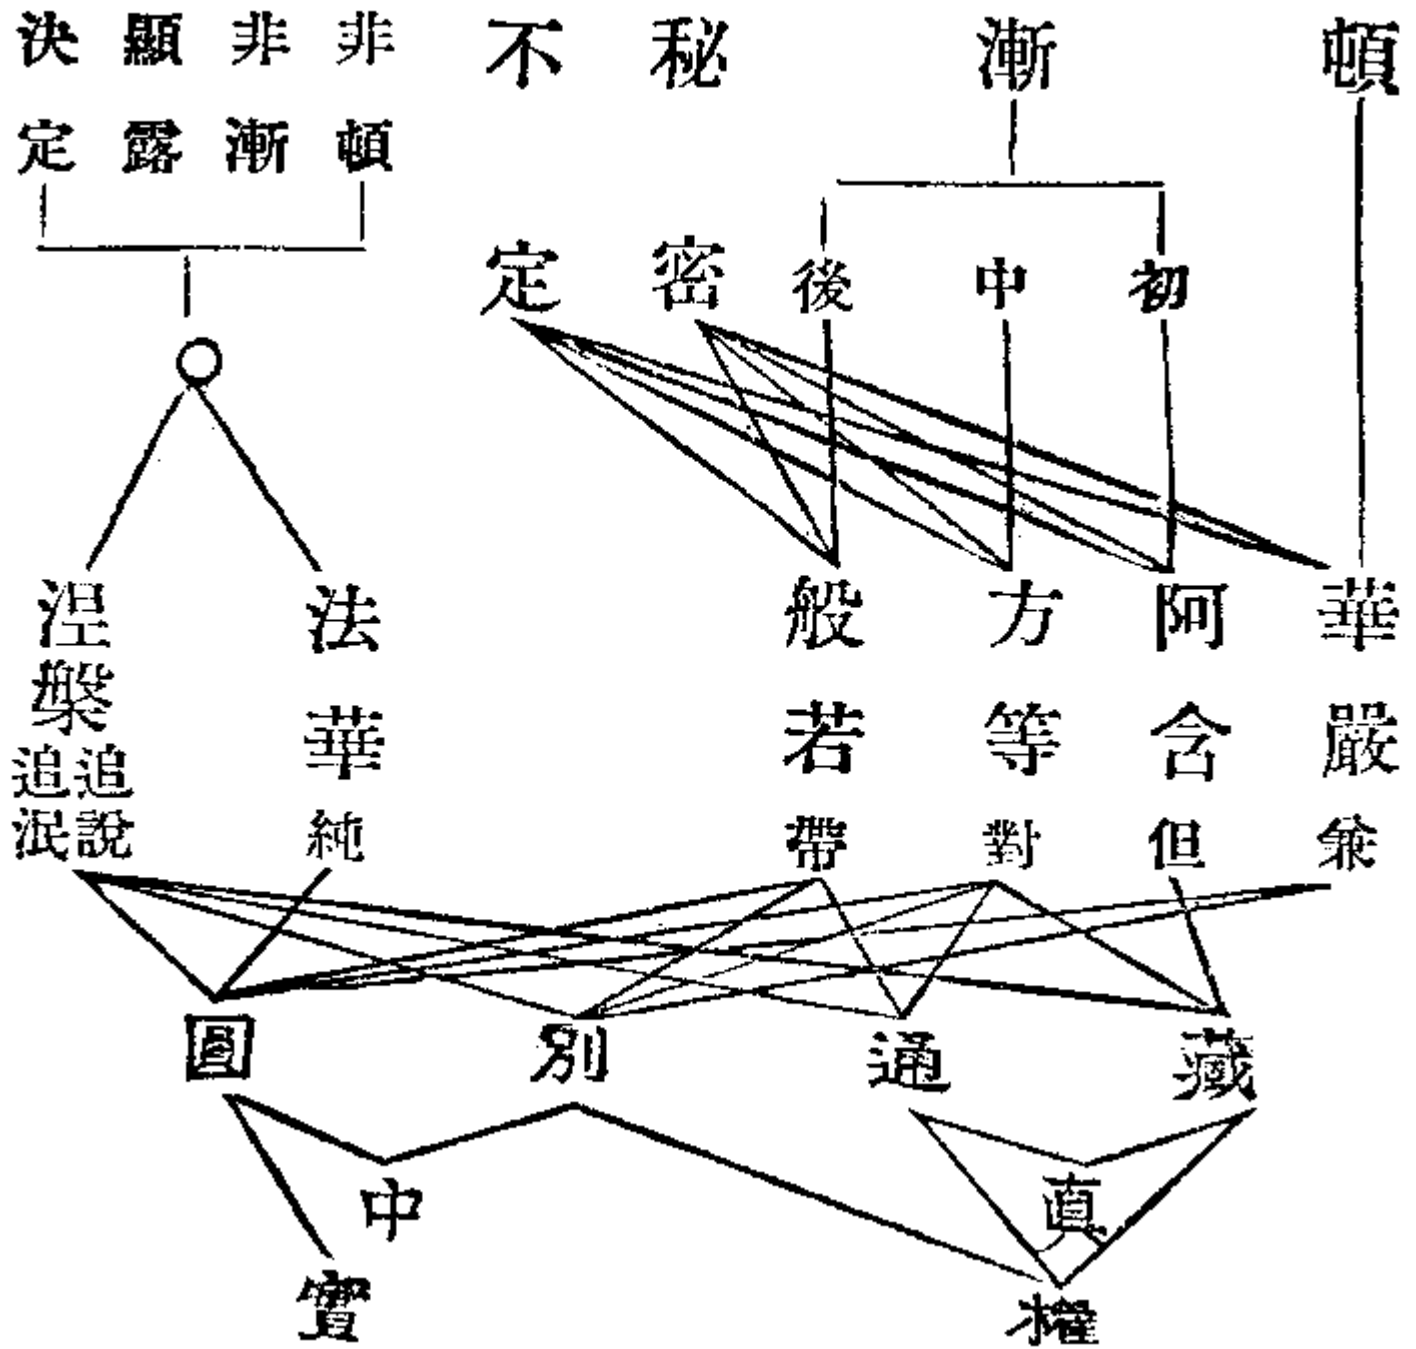 頓
漸
初
中
後
秘密
不定
非頓
非漸
顯露
決定
華嚴兼
阿含但
方等對
般若帶
法華純
涅槃追說追泯
藏
通
別
圓
真
中
權
實